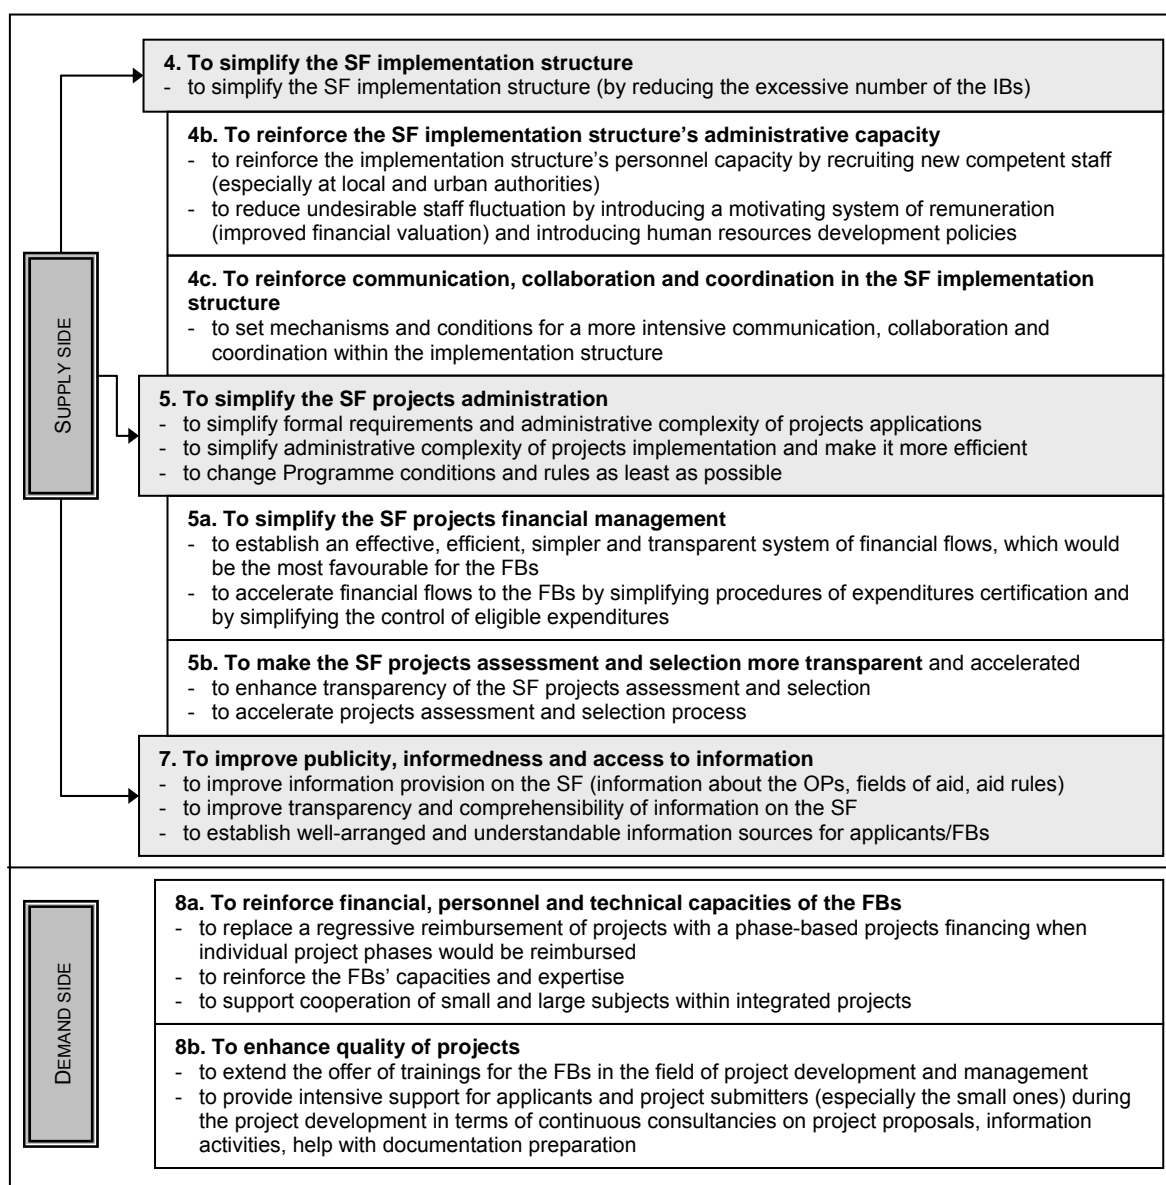 4. To simplify the SF implementation structure
- to simplify the SF implementation structure (by reducing the excessive number of the IBs)
4b. To reinforce the SF implementation structure's administrative capacity
- to reinforce the implementation structure's personnel capacity by recruiting new competent staff
(especially at local and urban authorities)
- to reduce undesirable staff fluctuation by introducing a motivating system of remuneration
(improved financial valuation) and introducing human resources development policies
4c. To reinforce communication, collaboration and coordination in the SF implementation
structure
- to set mechanisms and conditions for a more intensive communication, collaboration and
coordination within the implementation structure
SUPPLY SIDE
5. To simplify the SF projects administration
- to simplify formal requirements and administrative complexity of projects applications
- to simplify administrative complexity of projects implementation and make it more efficient
- to change Programme conditions and rules as least as possible
5a. To simplify the SF projects financial management
- to establish an effective, efficient, simpler and transparent system of financial flows, which would
be the most favourable for the FBs
- to accelerate financial flows to the FBs by simplifying procedures of expenditures certification and
by simplifying the control of eligible expenditures
5b. To make the SF projects assessment and selection more transparent and accelerated
- to enhance transparency of the SF projects assessment and selection
- to accelerate projects assessment and selection process
7. To improve publicity, informedness and access to information
- to improve information provision on the SF (information about the OPs, fields of aid, aid rules)
- to improve transparency and comprehensibility of information on the SF
- to establish well-arranged and understandable information sources for applicants/FBs
8a. To reinforce financial, personnel and technical capacities of the FBs
- to replace a regressive reimbursement of projects with a phase-based projects financing when
individual project phases would be reimbursed
- to reinforce the FBs' capacities and expertise
- to support cooperation of small and large subjects within integrated projects
DEMAND SIDE
8b. To enhance quality of projects
- to extend the offer of trainings for the FBs in the field of project development and management
- to provide intensive support for applicants and project submitters (especially the small ones) during
the project development in terms of continuous consultancies on project proposals, information
activities, help with documentation preparation